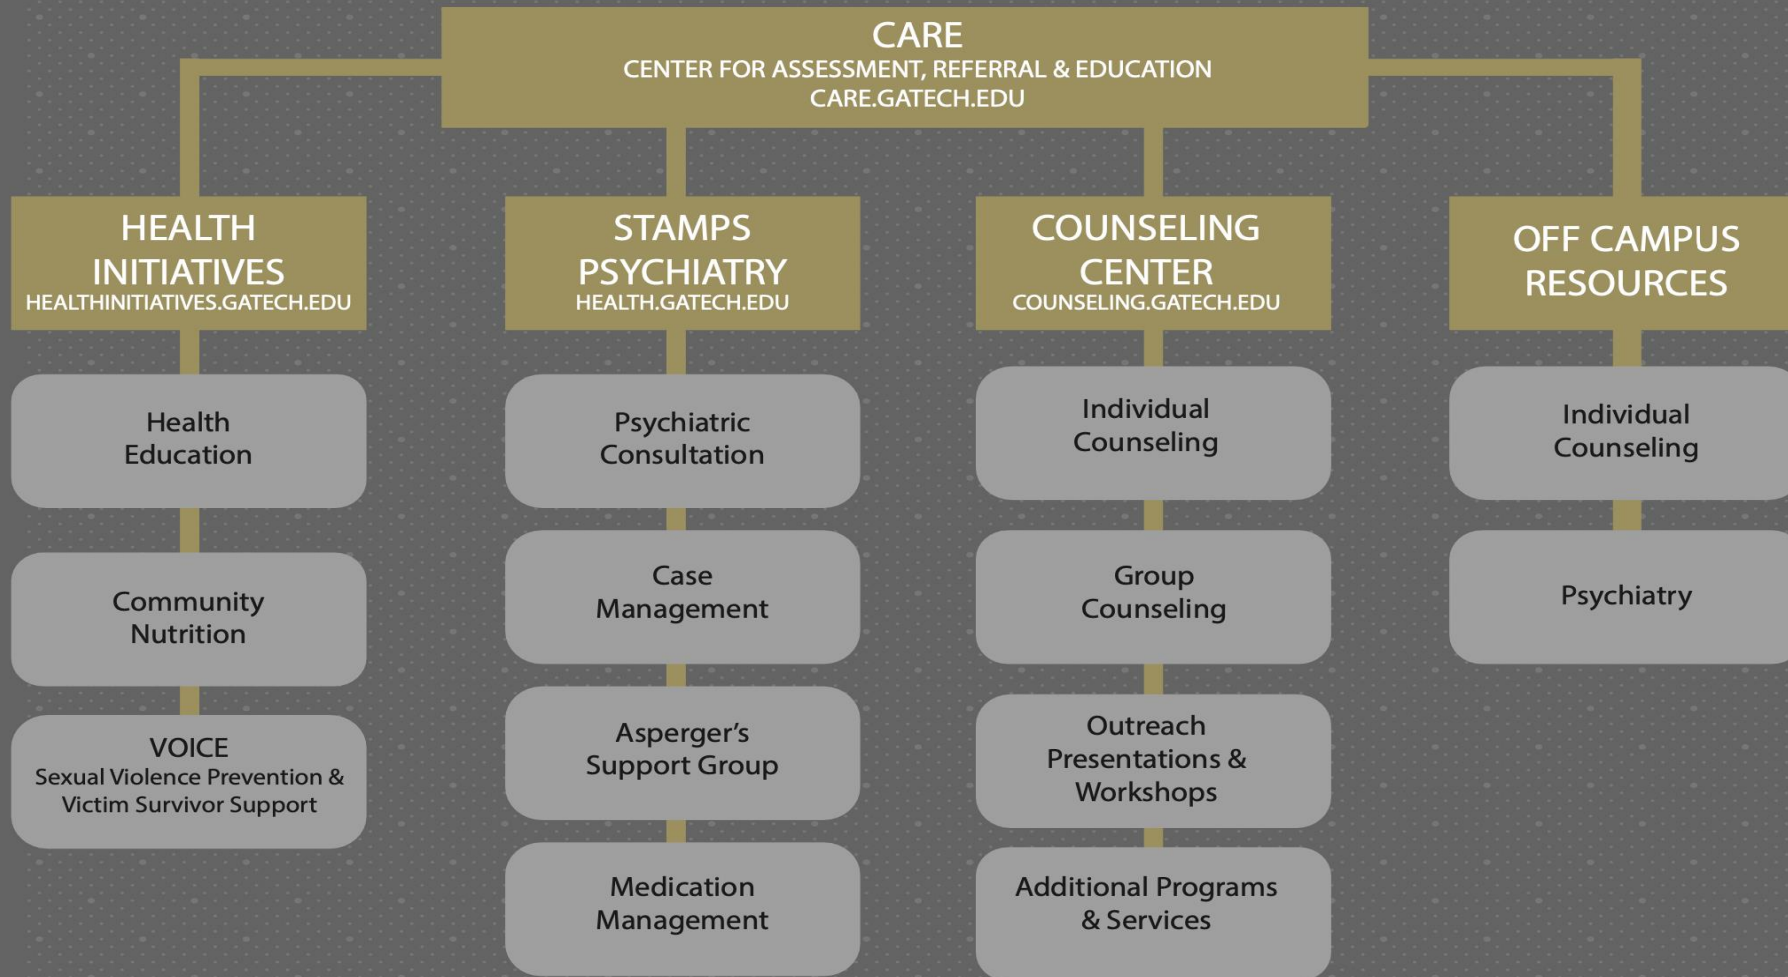 CARE
CENTER FOR ASSESSMENT, REFERRAL & EDUCATION
CARE.GATECH.EDU
HEALTH
INITIATIVES
HEALTHINITIATIVES.GATECH.EDU
Health
Education
Community
Nutrition
VOICE
Sexual Violence Prevention &
Victim Survivor Support
STAMPS
PSYCHIATRY
HEALTH.GATECH.EDU
Psychiatric
Consultation
Case
Management
Asperger’s
Support Group
Medication
Management
COUNSELING
CENTER
COUNSELING.GATECH.EDU
Individual
Counseling
Group
Counseling
Outreach
Presentations &
Workshops
Additional Programs
& Services
OFF CAMPUS
RESOURCES
Individual
Counseling
Psychiatry